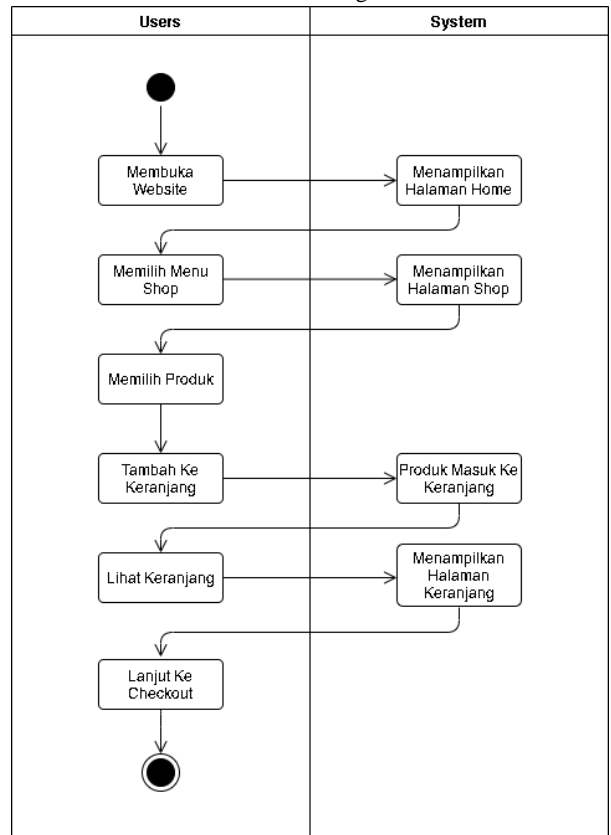 Users
System
Membuka
Website
Menampilkan
Halaman Home
Memilih Menu
Shop
Menampilkan
Halaman Shop
Memilih Produk
Tambah Ke
Keranjang
Produk Masuk Ke
Keranjang
Lihat Keranjang
Menampilkan
Halaman
Keranjang
Lanjut Ke
Checkout